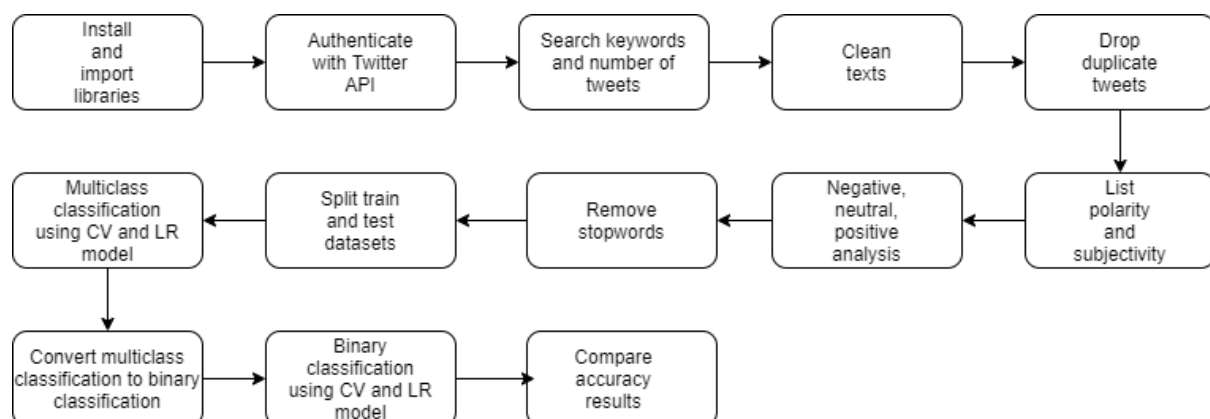 Install
and
import
libraries
Authenticate
with Twitter
API
Search keywords
and number of
tweets
Clean
texts
Drop
duplicate
tweets
List
polarity
and
subjectivity
Negative,
neutral,
positive
analysis
Remove
stopwords
Split train
and test
datasets
Multiclass
classification
using CV and LR
model
Convert multiclass
classification to binary
classification
Binary
classification
using CV and LR
model
Compare
accuracy
results